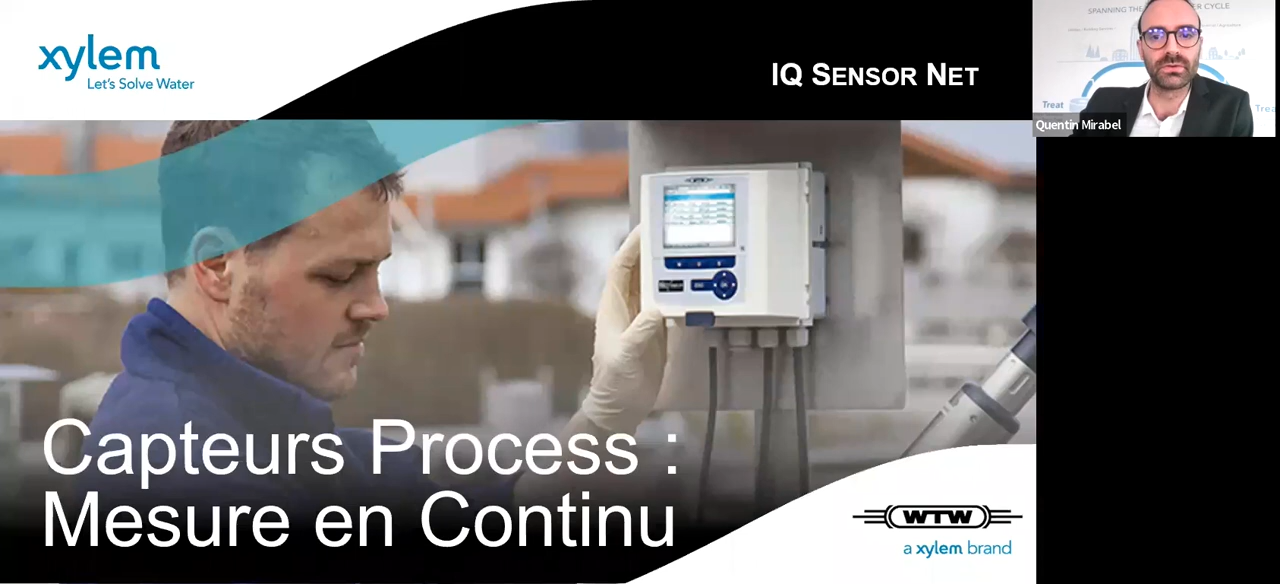 xylem
Let's Solve Water
IQ SENSOR NET
SPANNING THE
CYCLE
Treat
Quentin Mirabel
Capteurs Process :
Mesure en Continu
WTW
a xylem brand